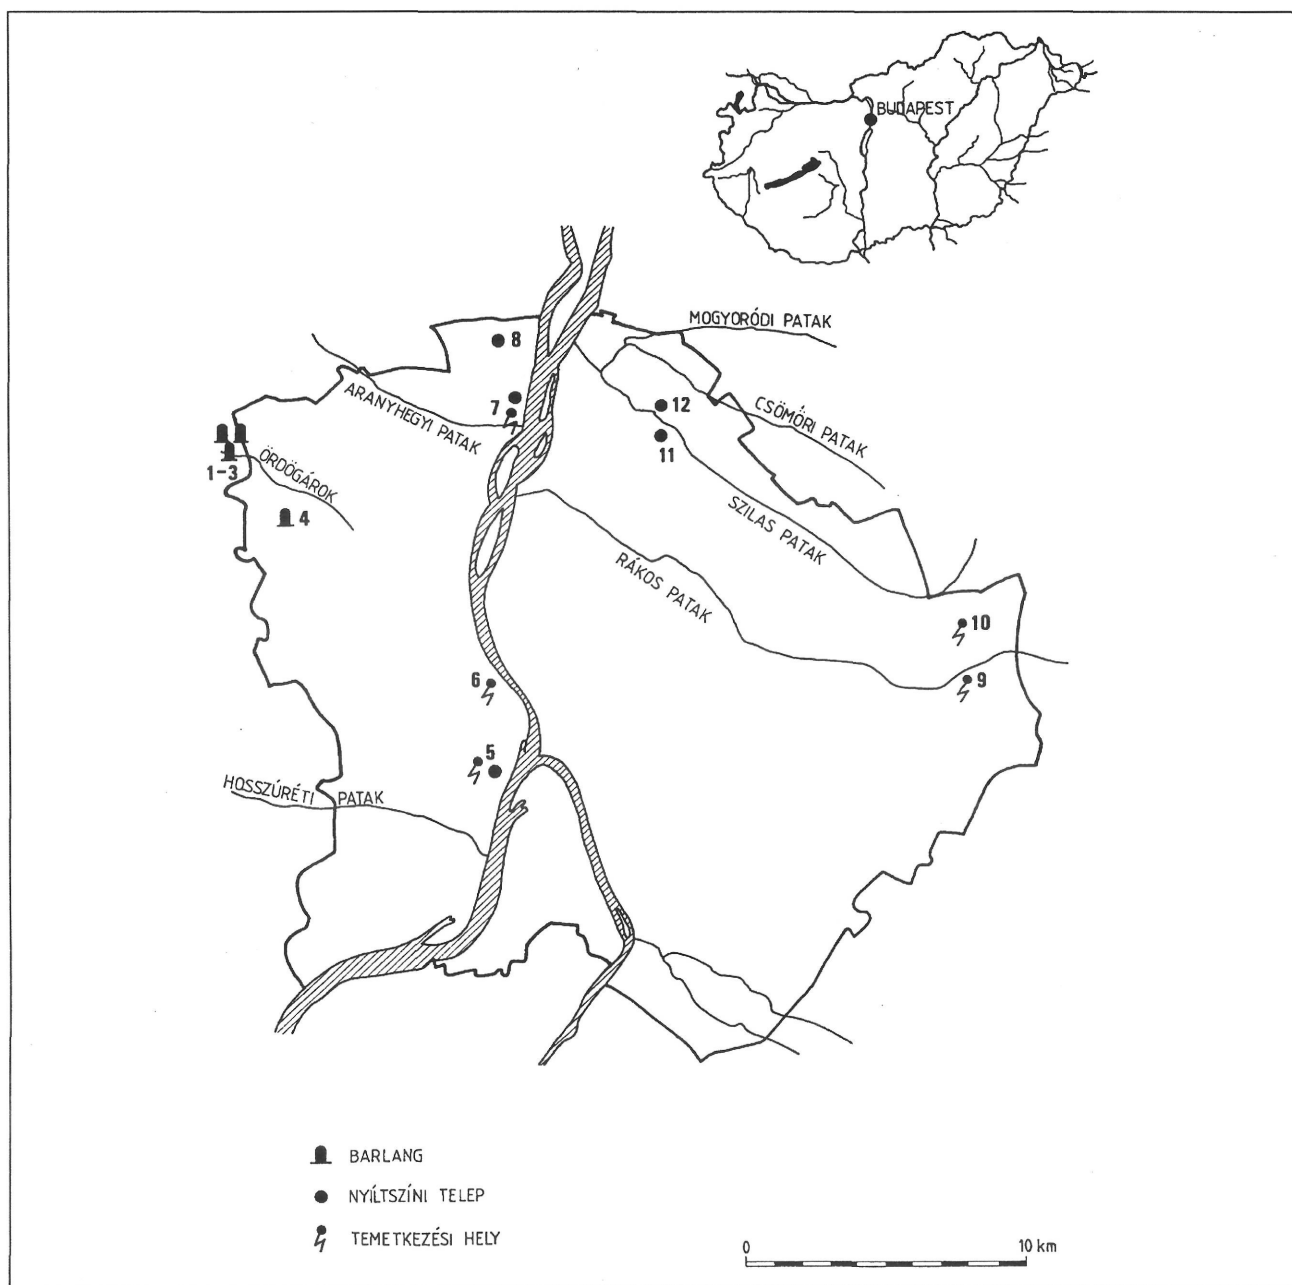 BUDAPEST
MOGYORÓDI PATAK
8
ARANYHEGYI PATAK
7
12
CSÖMÖRI PATAK
11
ÖRDÖGÁROK
1-3
4
SZILAS PATAK
RÁKOS PATAK
10
6
9
5
HOSSZÚRÉTI PATAK
BARLANG
NYÍLTSZÍNI TELEP
TEMETKEZÉSI HELY
0 10 km